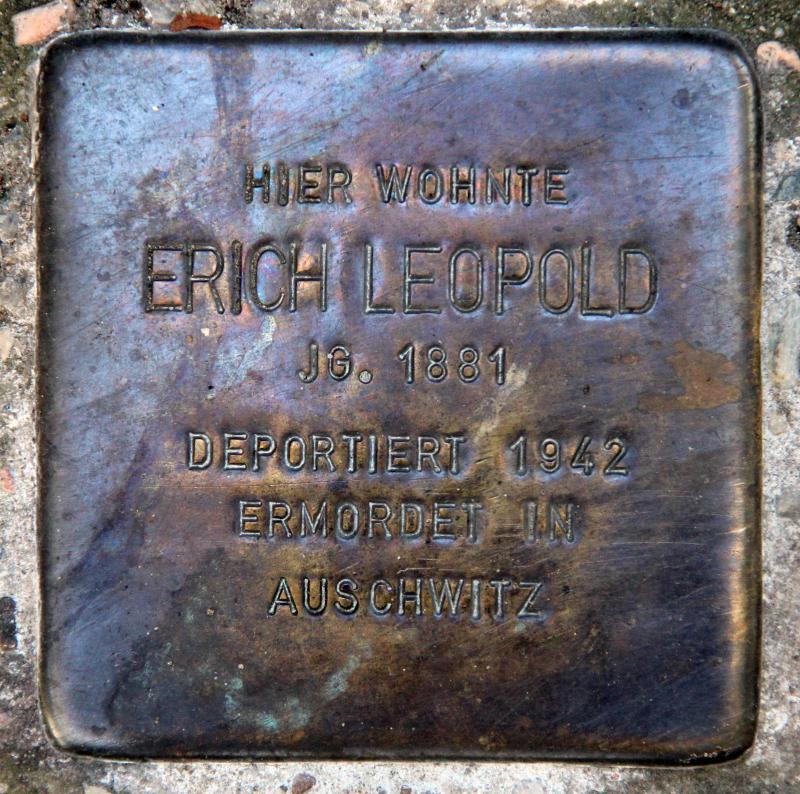 HIER WOHNTE
ERICH LEOPOLD
JG. 1881
DEPORTIERT 1942
ERMORDET IN
AUSCHWITZ